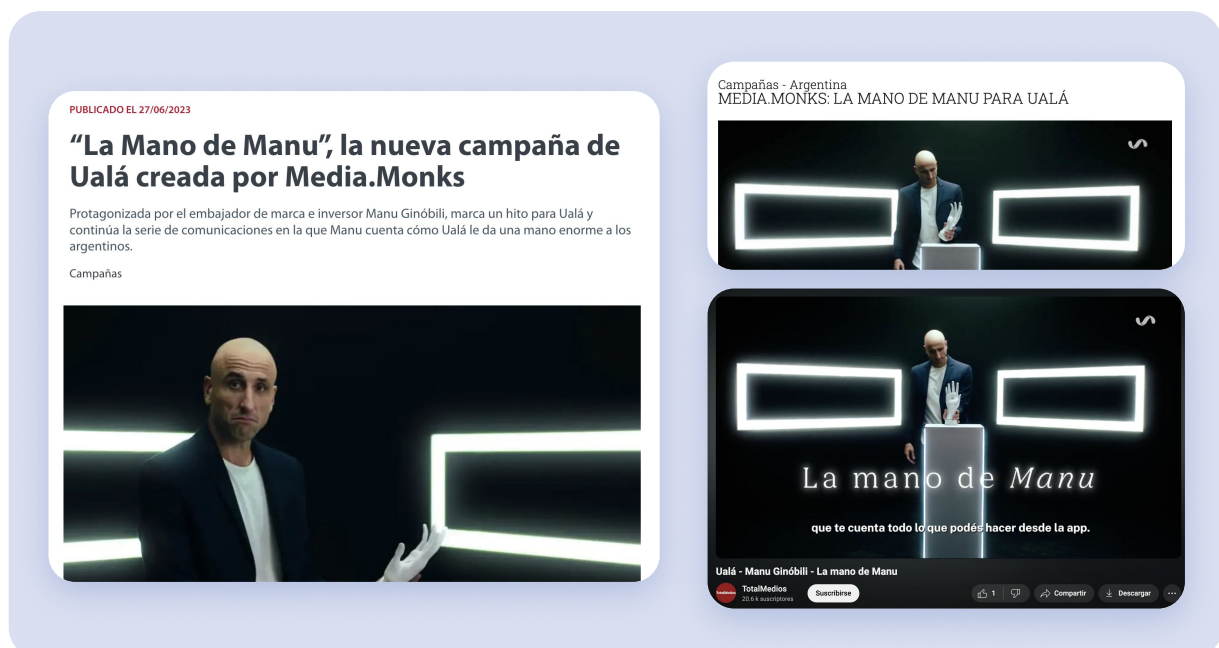 PUBLICADO EL 27/06/2023
“La Mano de Manu”, la nueva campaña de
Ualá creada por Media.Monks
Protagonizada por el embajador de marca e inversor Manu Ginóbili, marca un hito para Ualá y
continúa la serie de comunicaciones en la que Manu cuenta cómo Ualá le da una mano enorme a los
argentinos.
Campañas
Campañas - Argentina
MEDIA.MONKS: LA MANO DE MANU PARA UALÁ
La mano de Manu
que te cuenta todo lo que podés hacer desde la app.
Ualá - Manu Ginóbili - La mano de Manu
TotalMedios
20.6 k suscriptores
Suscribirse
1
Compartir
Descargar